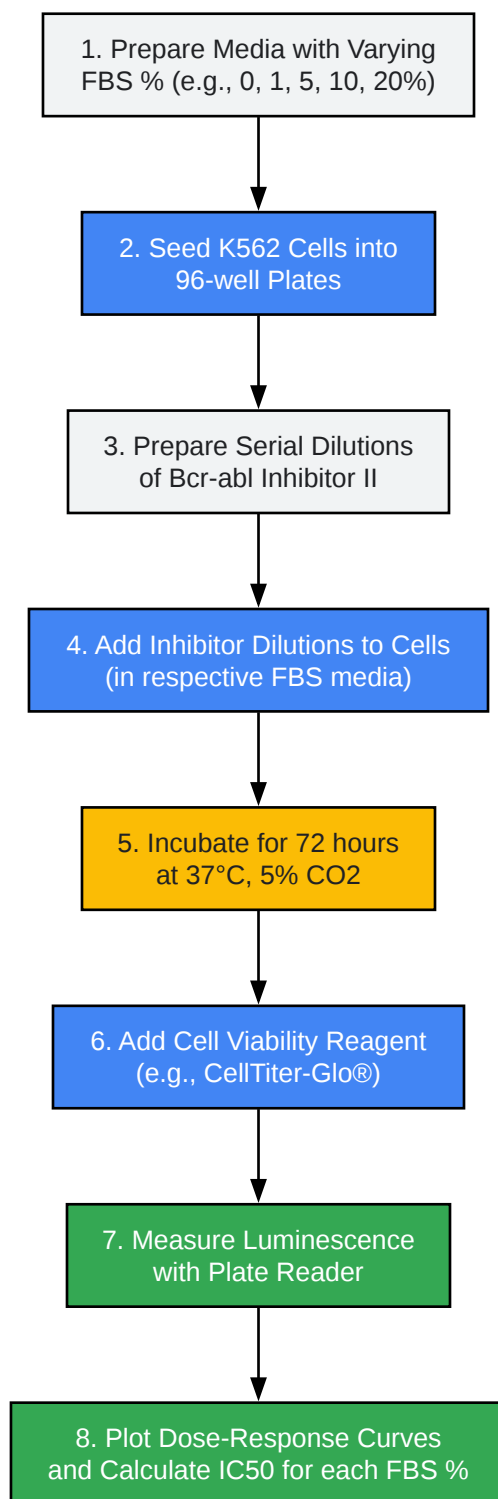 1. Prepare Media with Varying
FBS % (e.g., 0, 1, 5, 10, 20%)
2. Seed K562 Cells into
96-well Plates
3. Prepare Serial Dilutions
of Bcr-abl Inhibitor II
4. Add Inhibitor Dilutions to Cells
(in respective FBS media)
5. Incubate for 72 hours
at 37°C, 5% CO2
6. Add Cell Viability Reagent
(e.g., CellTiter-Glo®)
7. Measure Luminescence
with Plate Reader
8. Plot Dose-Response Curves
and Calculate IC50 for each FBS %